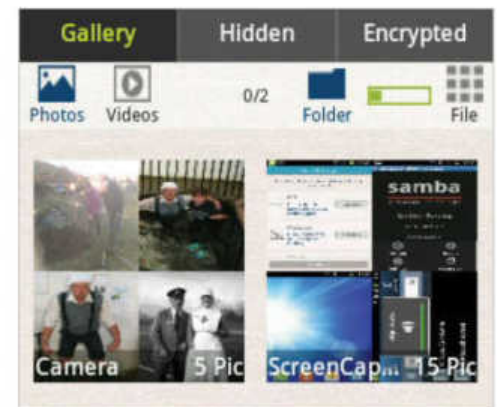 Gallery Hidden Encrypted
Photos Videos 0/2 Folder File
samba
Camera 5 Pic ScreenCap... 15 Pic